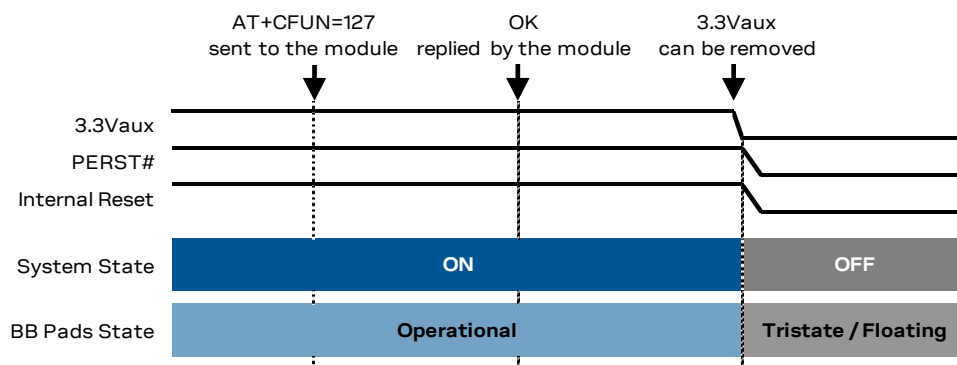 AT+CFUN=127
sent to the module
OK
replied by the module
3.3Vaux
can be removed
3.3Vaux
PERST#
Internal Reset
System State
ON
OFF
BB Pads State
Operational
Tristate / Floating